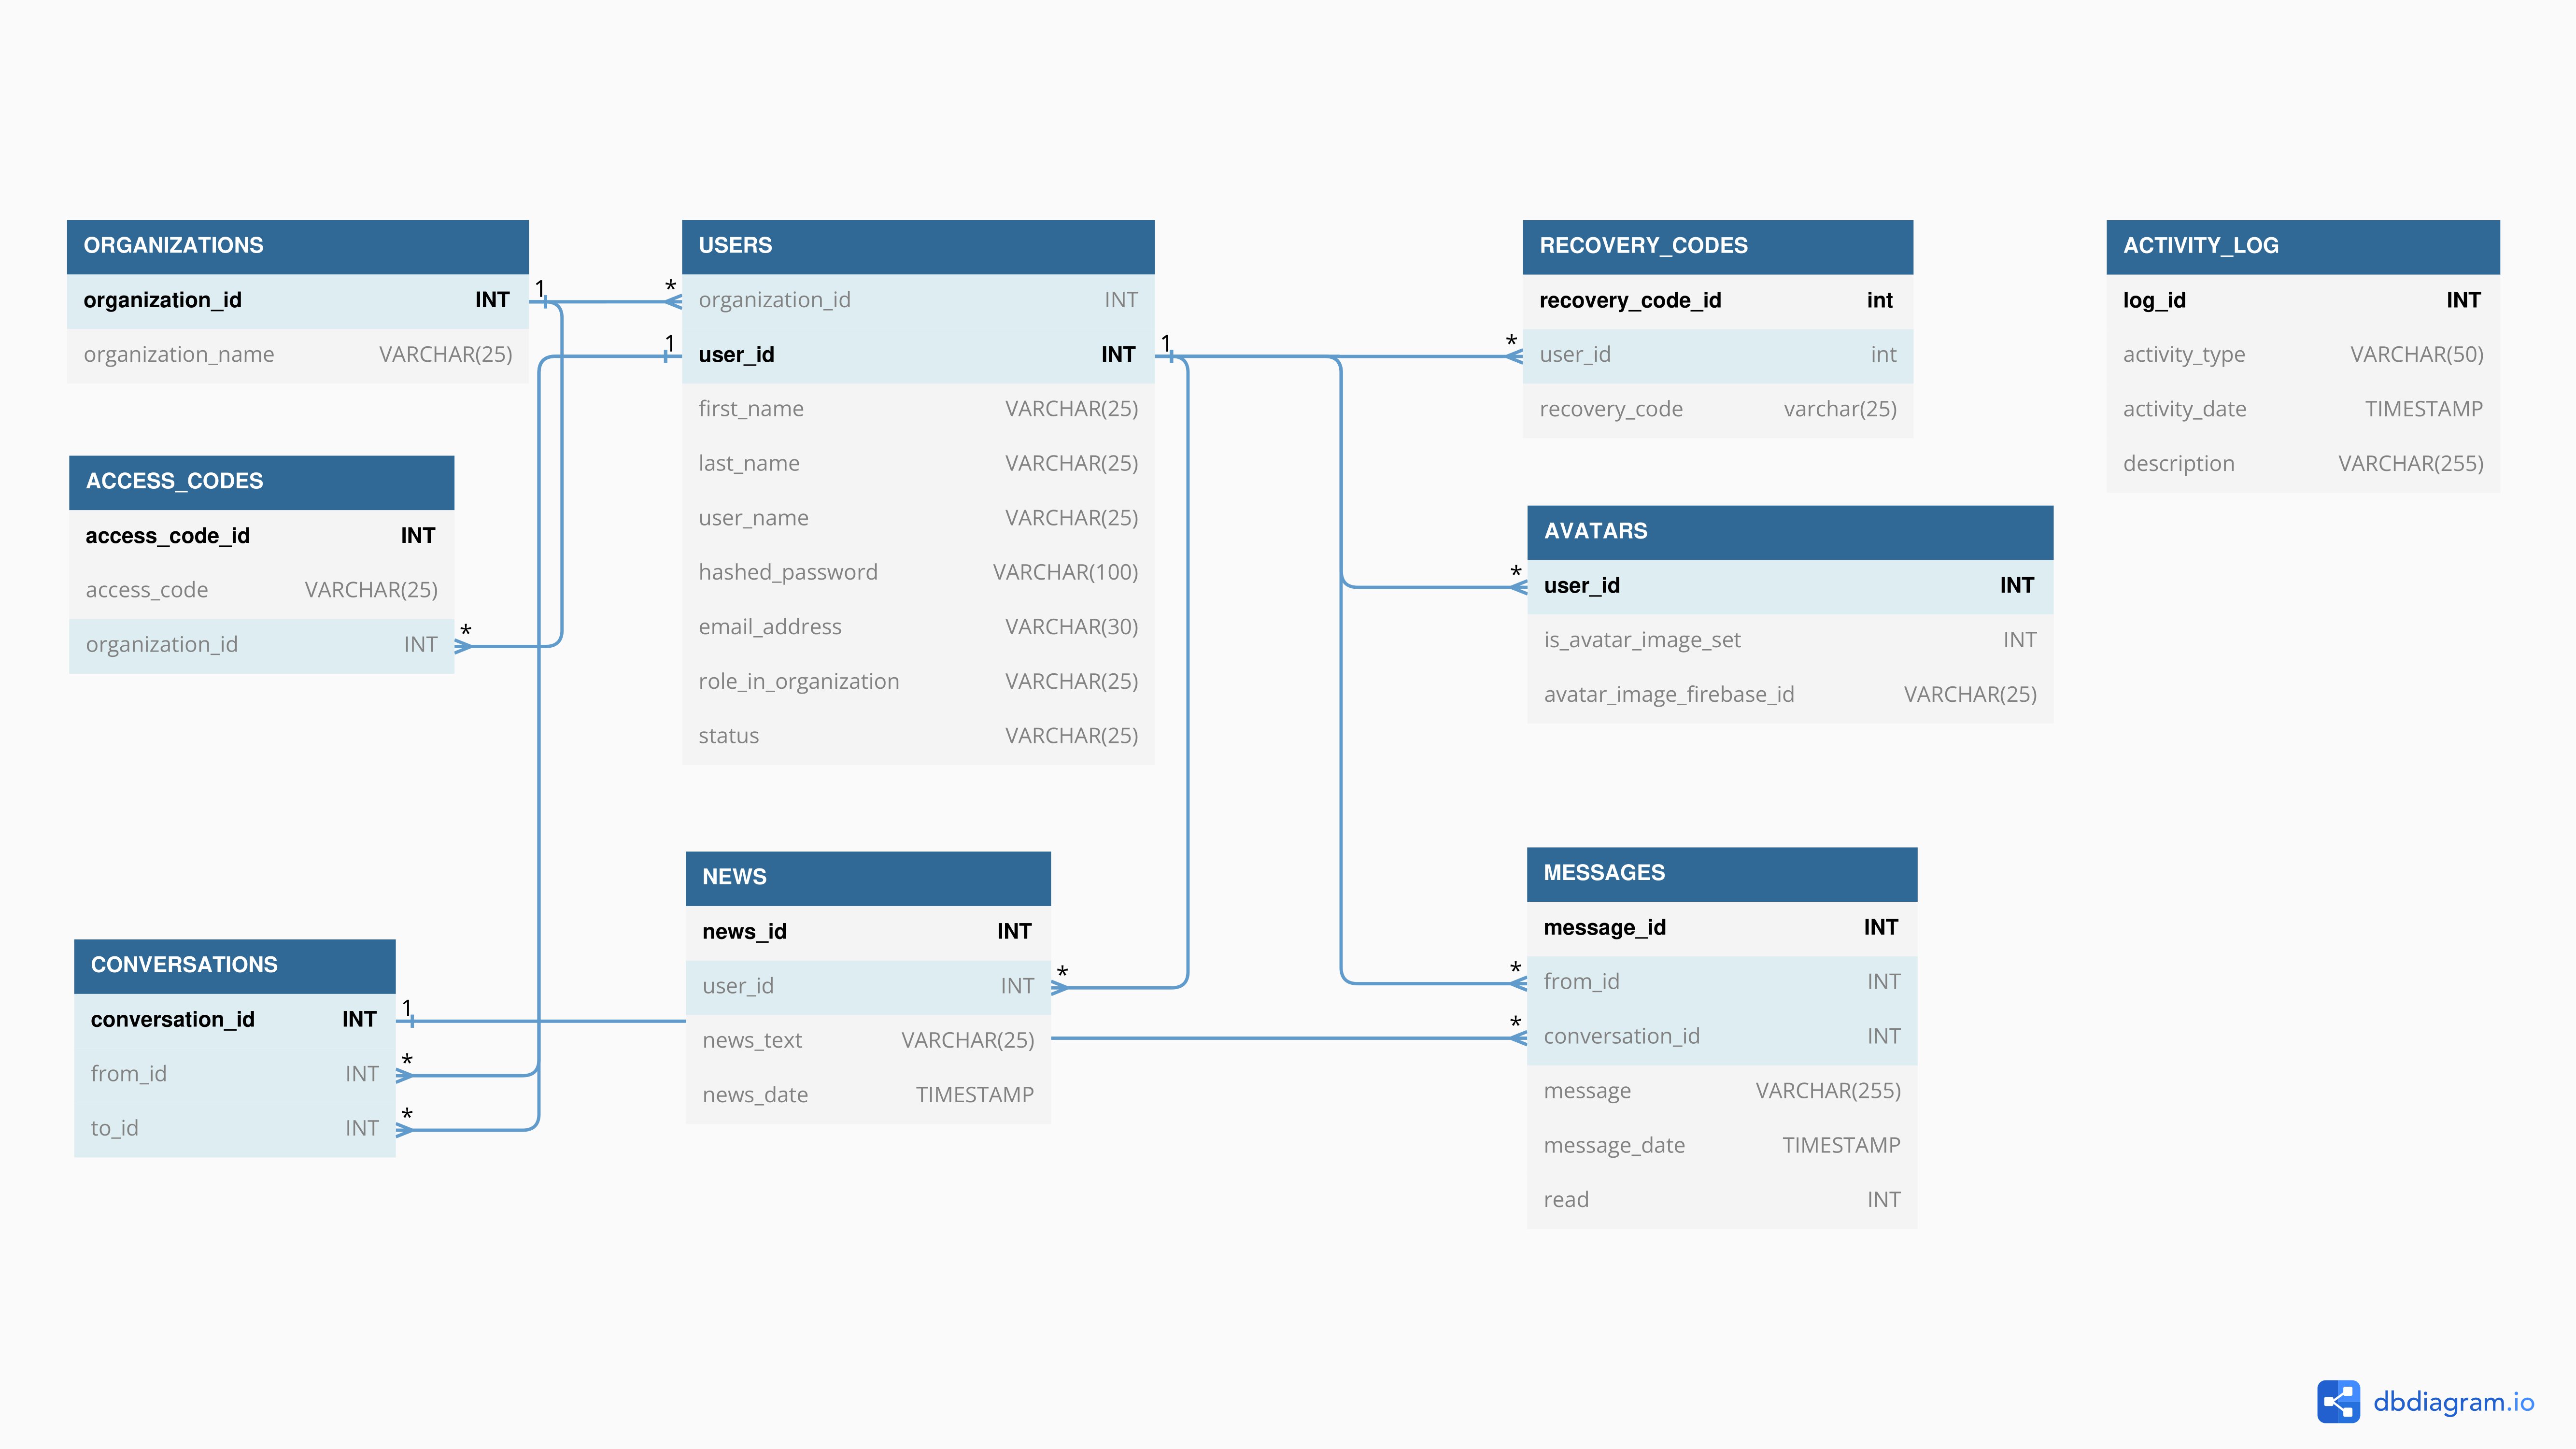 ORGANIZATIONS
organization_id INT
organization_name VARCHAR(25)
ACCESS_CODES
access_code_id INT
access_code VARCHAR(25)
organization_id INT
CONVERSATIONS
conversation_id INT
from_id INT
to_id INT
1
*
1
*
1
*
*
USERS
organization_id INT
user_id INT
first_name VARCHAR(25)
last_name VARCHAR(25)
user_name VARCHAR(25)
hashed_password VARCHAR(100)
email_address VARCHAR(30)
role_in_organization VARCHAR(25)
status VARCHAR(25)
NEWS
news_id INT
user_id INT
news_text VARCHAR(25)
news_date TIMESTAMP
1
*
*
*
*
*
RECOVERY_CODES
recovery_code_id int
user_id int
recovery_code varchar(25)
AVATARS
user_id INT
is_avatar_image_set INT
avatar_image_firebase_id VARCHAR(25)
MESSAGES
message_id INT
from_id INT
conversation_id INT
message VARCHAR(255)
message_date TIMESTAMP
read INT
ACTIVITY_LOG
log_id INT
activity_type VARCHAR(50)
activity_date TIMESTAMP
description VARCHAR(255)
dbdiagram.io